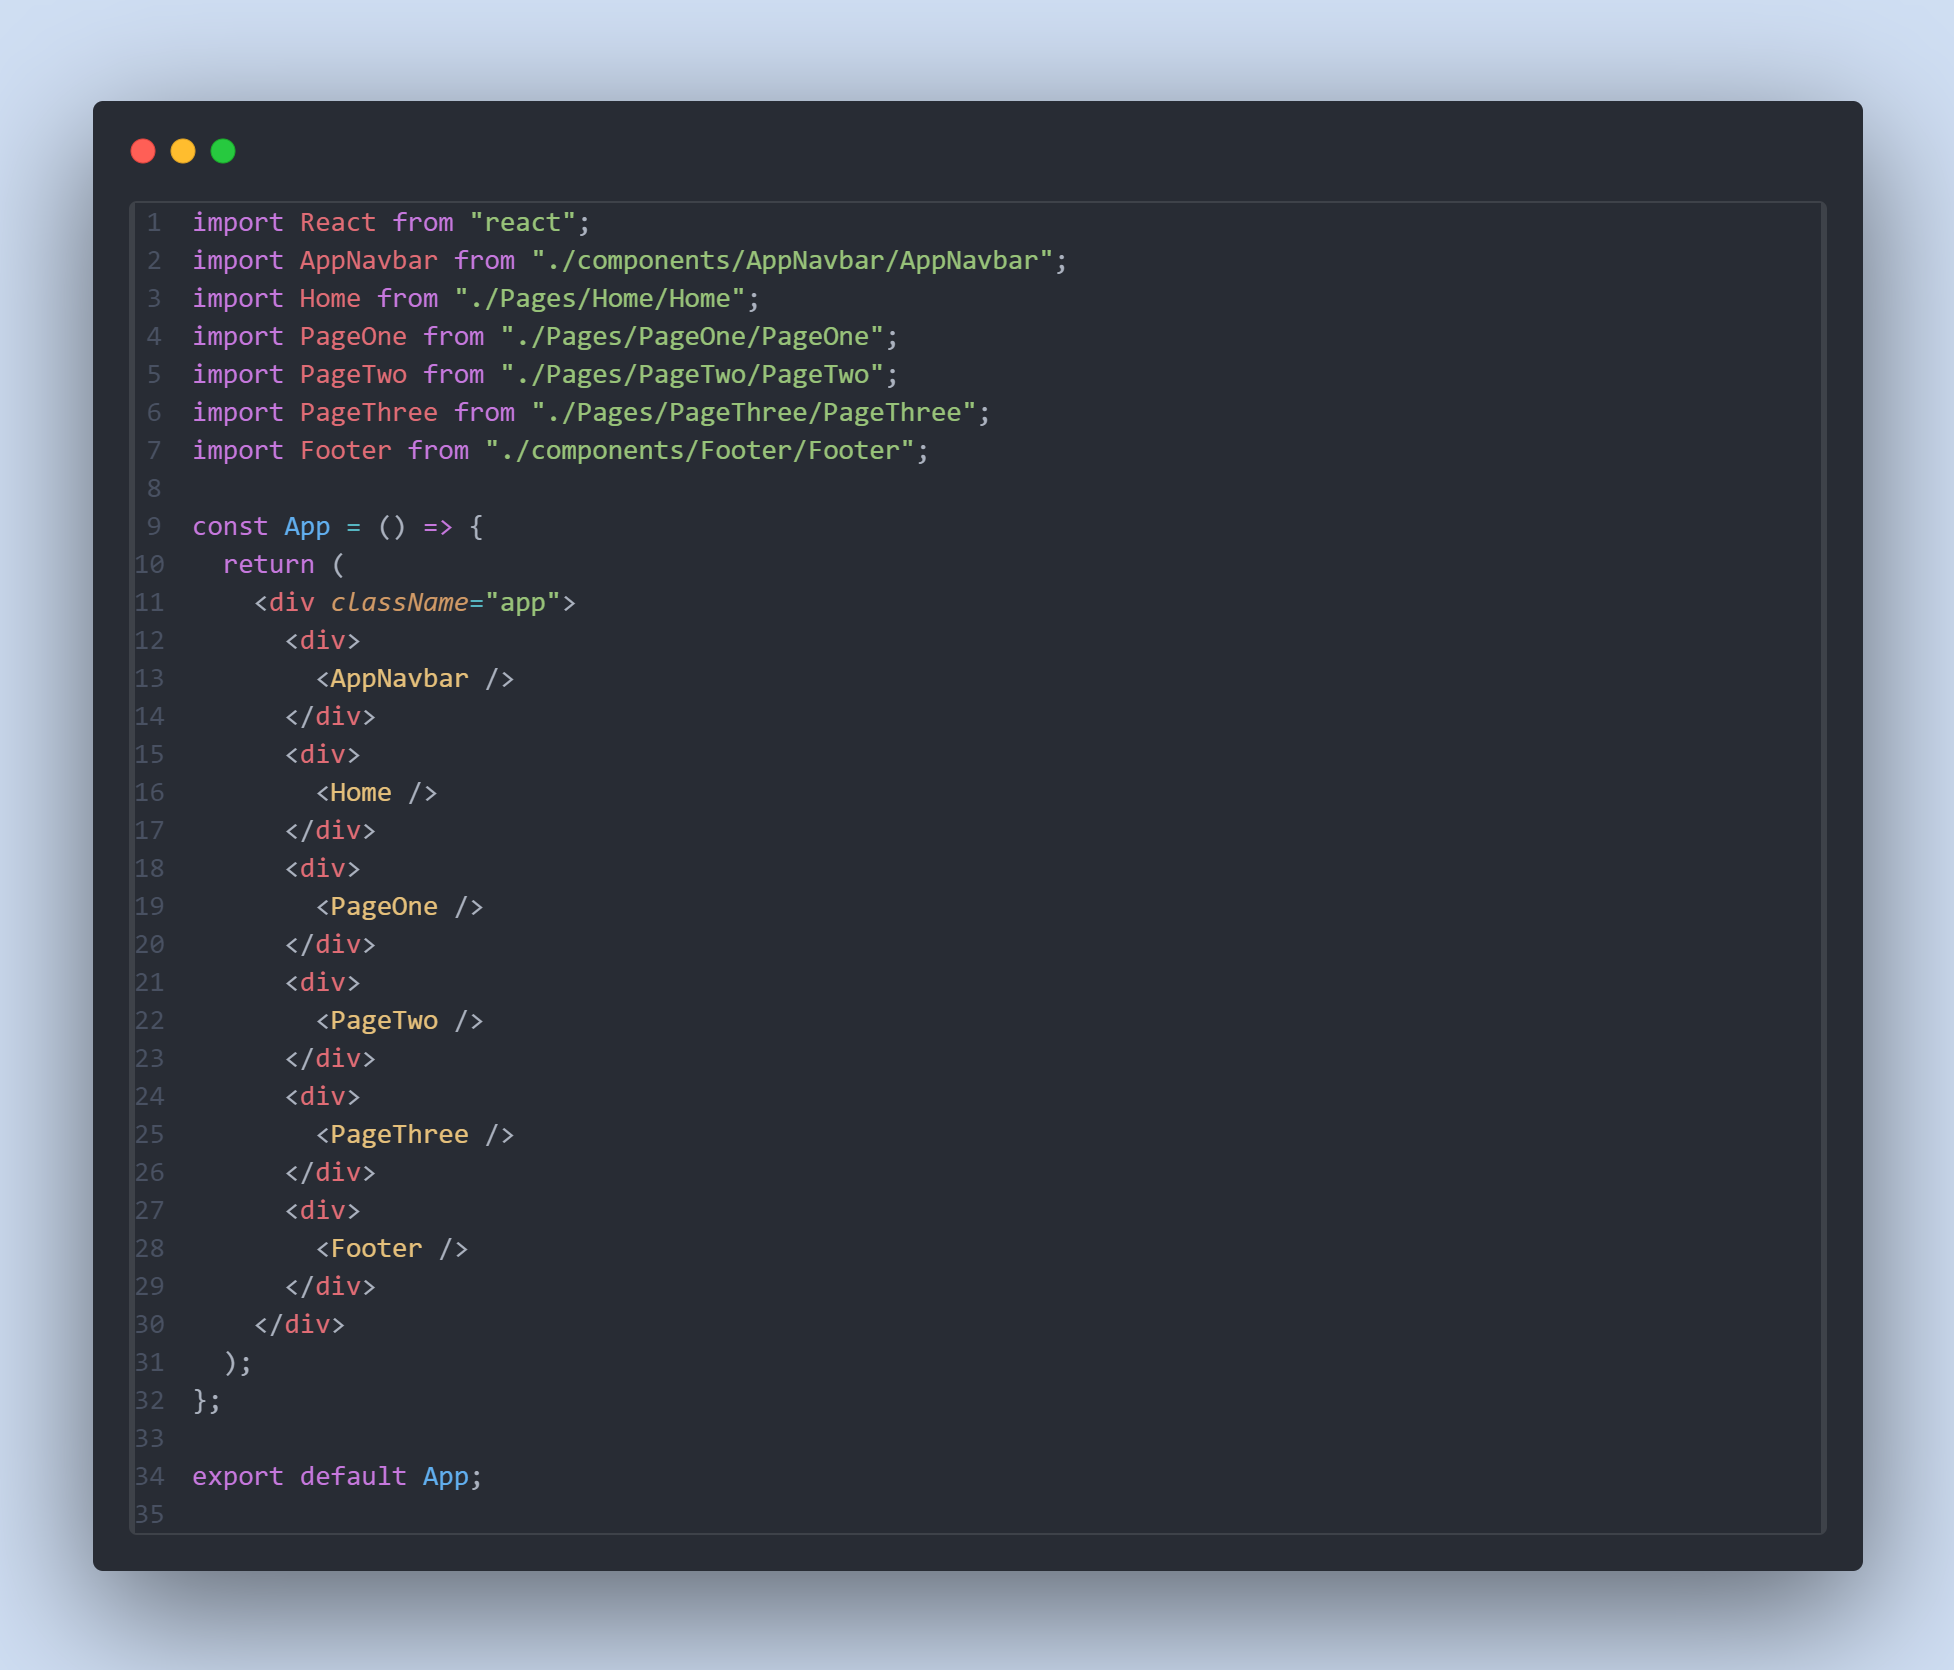 1 import React from "react";
2 import AppNavbar from "./components/AppNavbar/AppNavbar";
3 import Home from "./Pages/Home/Home";
4 import PageOne from "./Pages/PageOne/PageOne";
5 import PageTwo from "./Pages/PageTwo/PageTwo";
6 import PageThree from "./Pages/PageThree/PageThree";
7 import Footer from "./components/Footer/Footer";
8
9 const App = () => {
10   return (
11     <div className="app">
12       <div>
13         <AppNavbar />
14       </div>
15       <div>
16         <Home />
17       </div>
18       <div>
19         <PageOne />
20       </div>
21       <div>
22         <PageTwo />
23       </div>
24       <div>
25         <PageThree />
26       </div>
27       <div>
28         <Footer />
29       </div>
30     </div>
31   );
32 };
33
34 export default App;
35